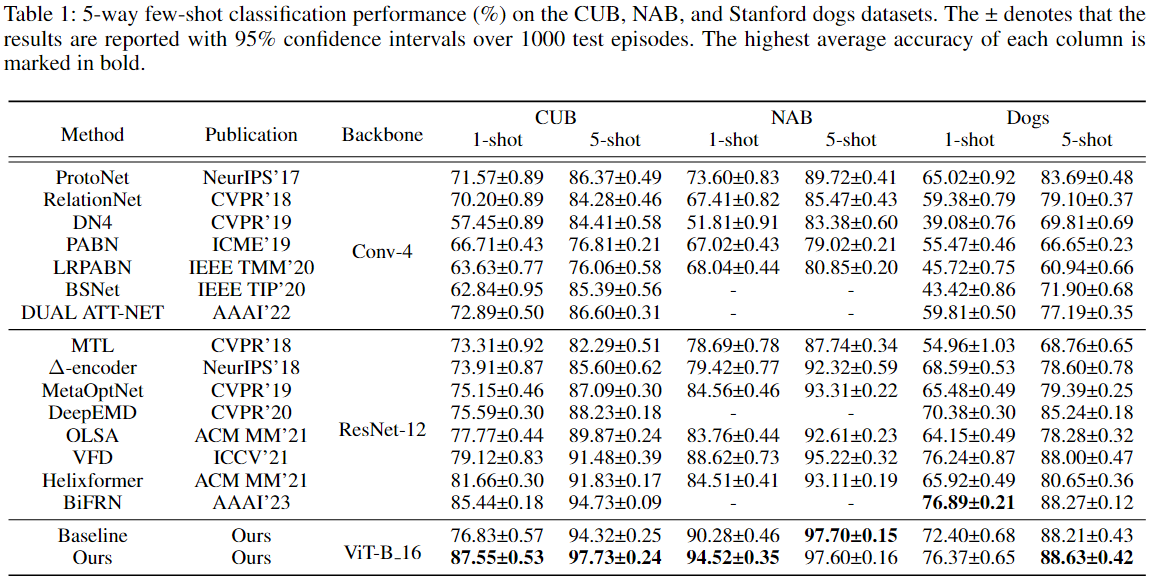 Table 1: 5-way few-shot classification performance (%) on the CUB, NAB, and Stanford dogs datasets. The ± denotes that the
results are reported with 95% confidence intervals over 1000 test episodes. The highest average accuracy of each column is
marked in bold.
Method Publication Backbone CUB NAB Dogs
1-shot 5-shot 1-shot 5-shot 1-shot 5-shot
ProtoNet NeurIPS'17 71.57±0.89 86.37±0.49 73.60±0.83 89.72±0.41 65.02±0.92 83.69±0.48
RelationNet CVPR'18 70.20±0.89 84.28±0.46 67.41±0.82 85.47±0.43 59.38±0.79 79.10±0.37
DN4 CVPR'19 57.45±0.89 84.41±0.58 51.81±0.91 83.38±0.60 39.08±0.76 69.81±0.69
PABN ICME'19 Conv-4 66.71±0.43 76.81±0.21 67.02±0.43 79.02±0.21 55.47±0.46 66.65±0.23
LRPABN IEEE TMM'20 63.63±0.77 76.06±0.58 68.04±0.44 80.85±0.20 45.72±0.75 60.94±0.66
BSNet IEEE TIP'20 62.84±0.95 85.39±0.56 - - 43.42±0.86 71.90±0.68
DUAL ATT-NET AAAI'22 72.89±0.50 86.60±0.31 - - 59.81±0.50 77.19±0.35
MTL CVPR'18 73.31±0.92 82.29±0.51 78.69±0.78 87.74±0.34 54.96±1.03 68.76±0.65
Δ-encoder NeurIPS'18 73.91±0.87 85.60±0.62 79.42±0.77 92.32±0.59 68.59±0.53 78.60±0.78
MetaOptNet CVPR'19 75.15±0.46 87.09±0.30 84.56±0.46 93.31±0.22 65.48±0.49 79.39±0.25
DeepEMD CVPR'20 75.59±0.30 88.23±0.18 - - 70.38±0.30 85.24±0.18
OLSA ACM MM'21 ResNet-12 77.77±0.44 89.87±0.24 83.76±0.44 92.61±0.23 64.15±0.49 78.28±0.32
VFD ICCV'21 79.12±0.83 91.48±0.39 88.62±0.73 95.22±0.32 76.24±0.87 88.00±0.47
Helixformer ACM MM'21 81.66±0.30 91.83±0.17 84.51±0.41 93.11±0.19 65.92±0.49 80.65±0.36
BiFRN AAAI'23 85.44±0.18 94.73±0.09 - - 76.89±0.21 88.27±0.12
Baseline Ours ViT-B_16 76.83±0.57 94.32±0.25 90.28±0.46 97.70±0.15 72.40±0.68 88.21±0.43
Ours Ours 87.55±0.53 97.73±0.24 94.52±0.35 97.60±0.16 76.37±0.65 88.63±0.42